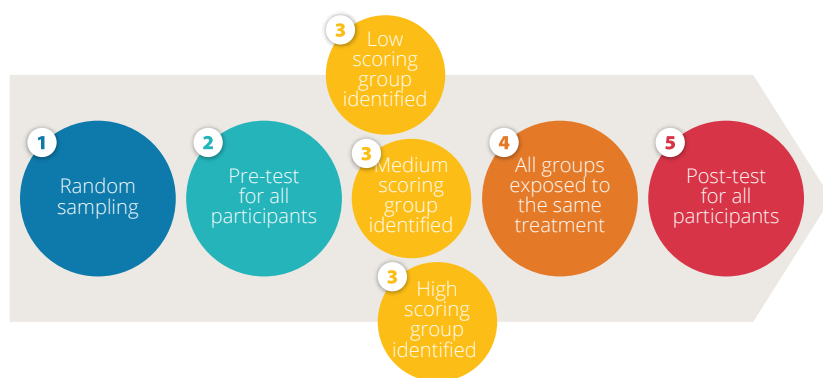 1
Random
sampling
2
Pre-test
for all
participants
3
Low
scoring
group
identified
3
Medium
scoring
group
identified
3
High
scoring
group
identified
4
All groups
exposed to
the same
treatment
5
Post-test
for all
participants